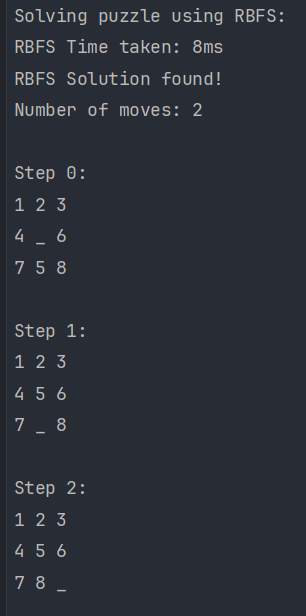 Solving puzzle using RBFS:
RBFS Time taken: 8ms
RBFS Solution found!
Number of moves: 2
Step 0:
1 2 3
4 _ 6
7 5 8
Step 1:
1 2 3
4 5 6
7 _ 8
Step 2:
1 2 3
4 5 6
7 8 _